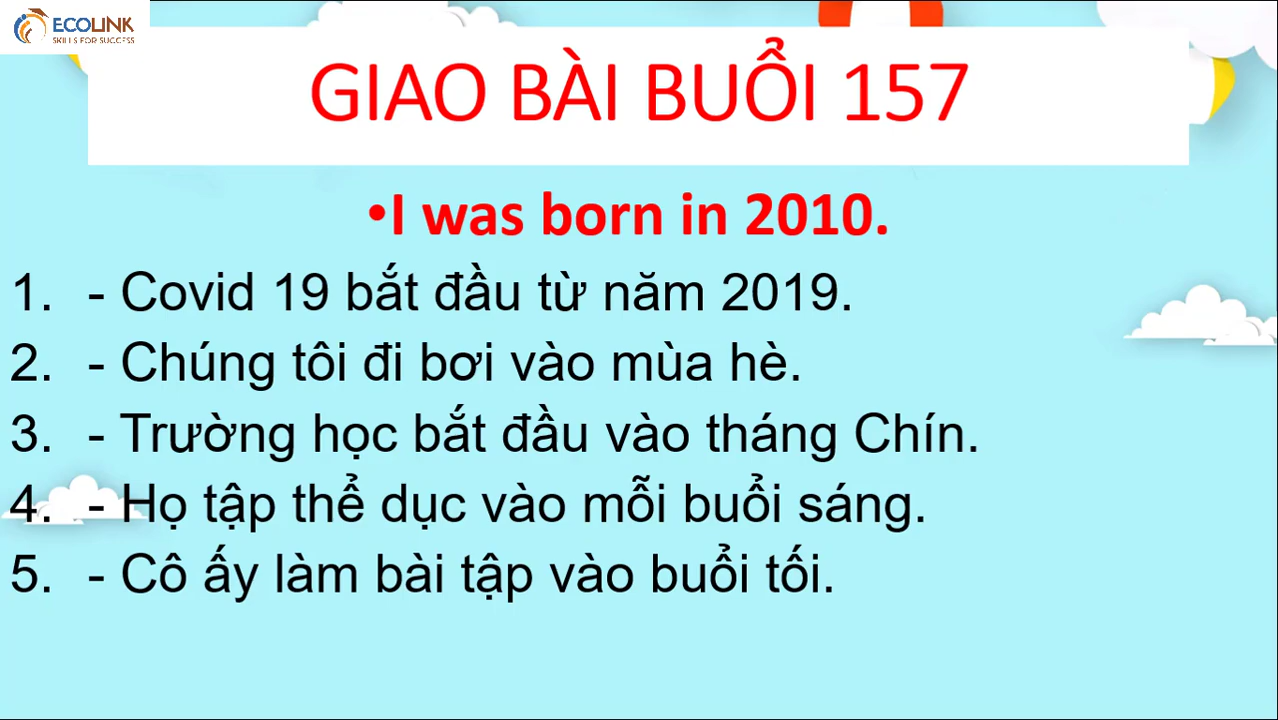 ECOLINK
SKILLS FOR SUCCESS
GIAO BÀI BUỔI 157
•I was born in 2010.
1. - Covid 19 bắt đầu từ năm 2019.
2. - Chúng tôi đi bơi vào mùa hè.
3. - Trường học bắt đầu vào tháng Chín.
4. - Họ tập thể dục vào mỗi buổi sáng.
5. - Cô ấy làm bài tập vào buổi tối.